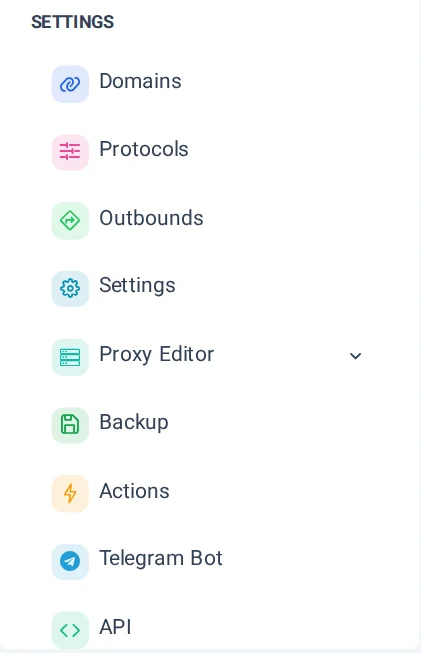 SETTINGS
Domains
Protocols
Outbounds
Settings
Proxy Editor
Backup
Actions
Telegram Bot
API